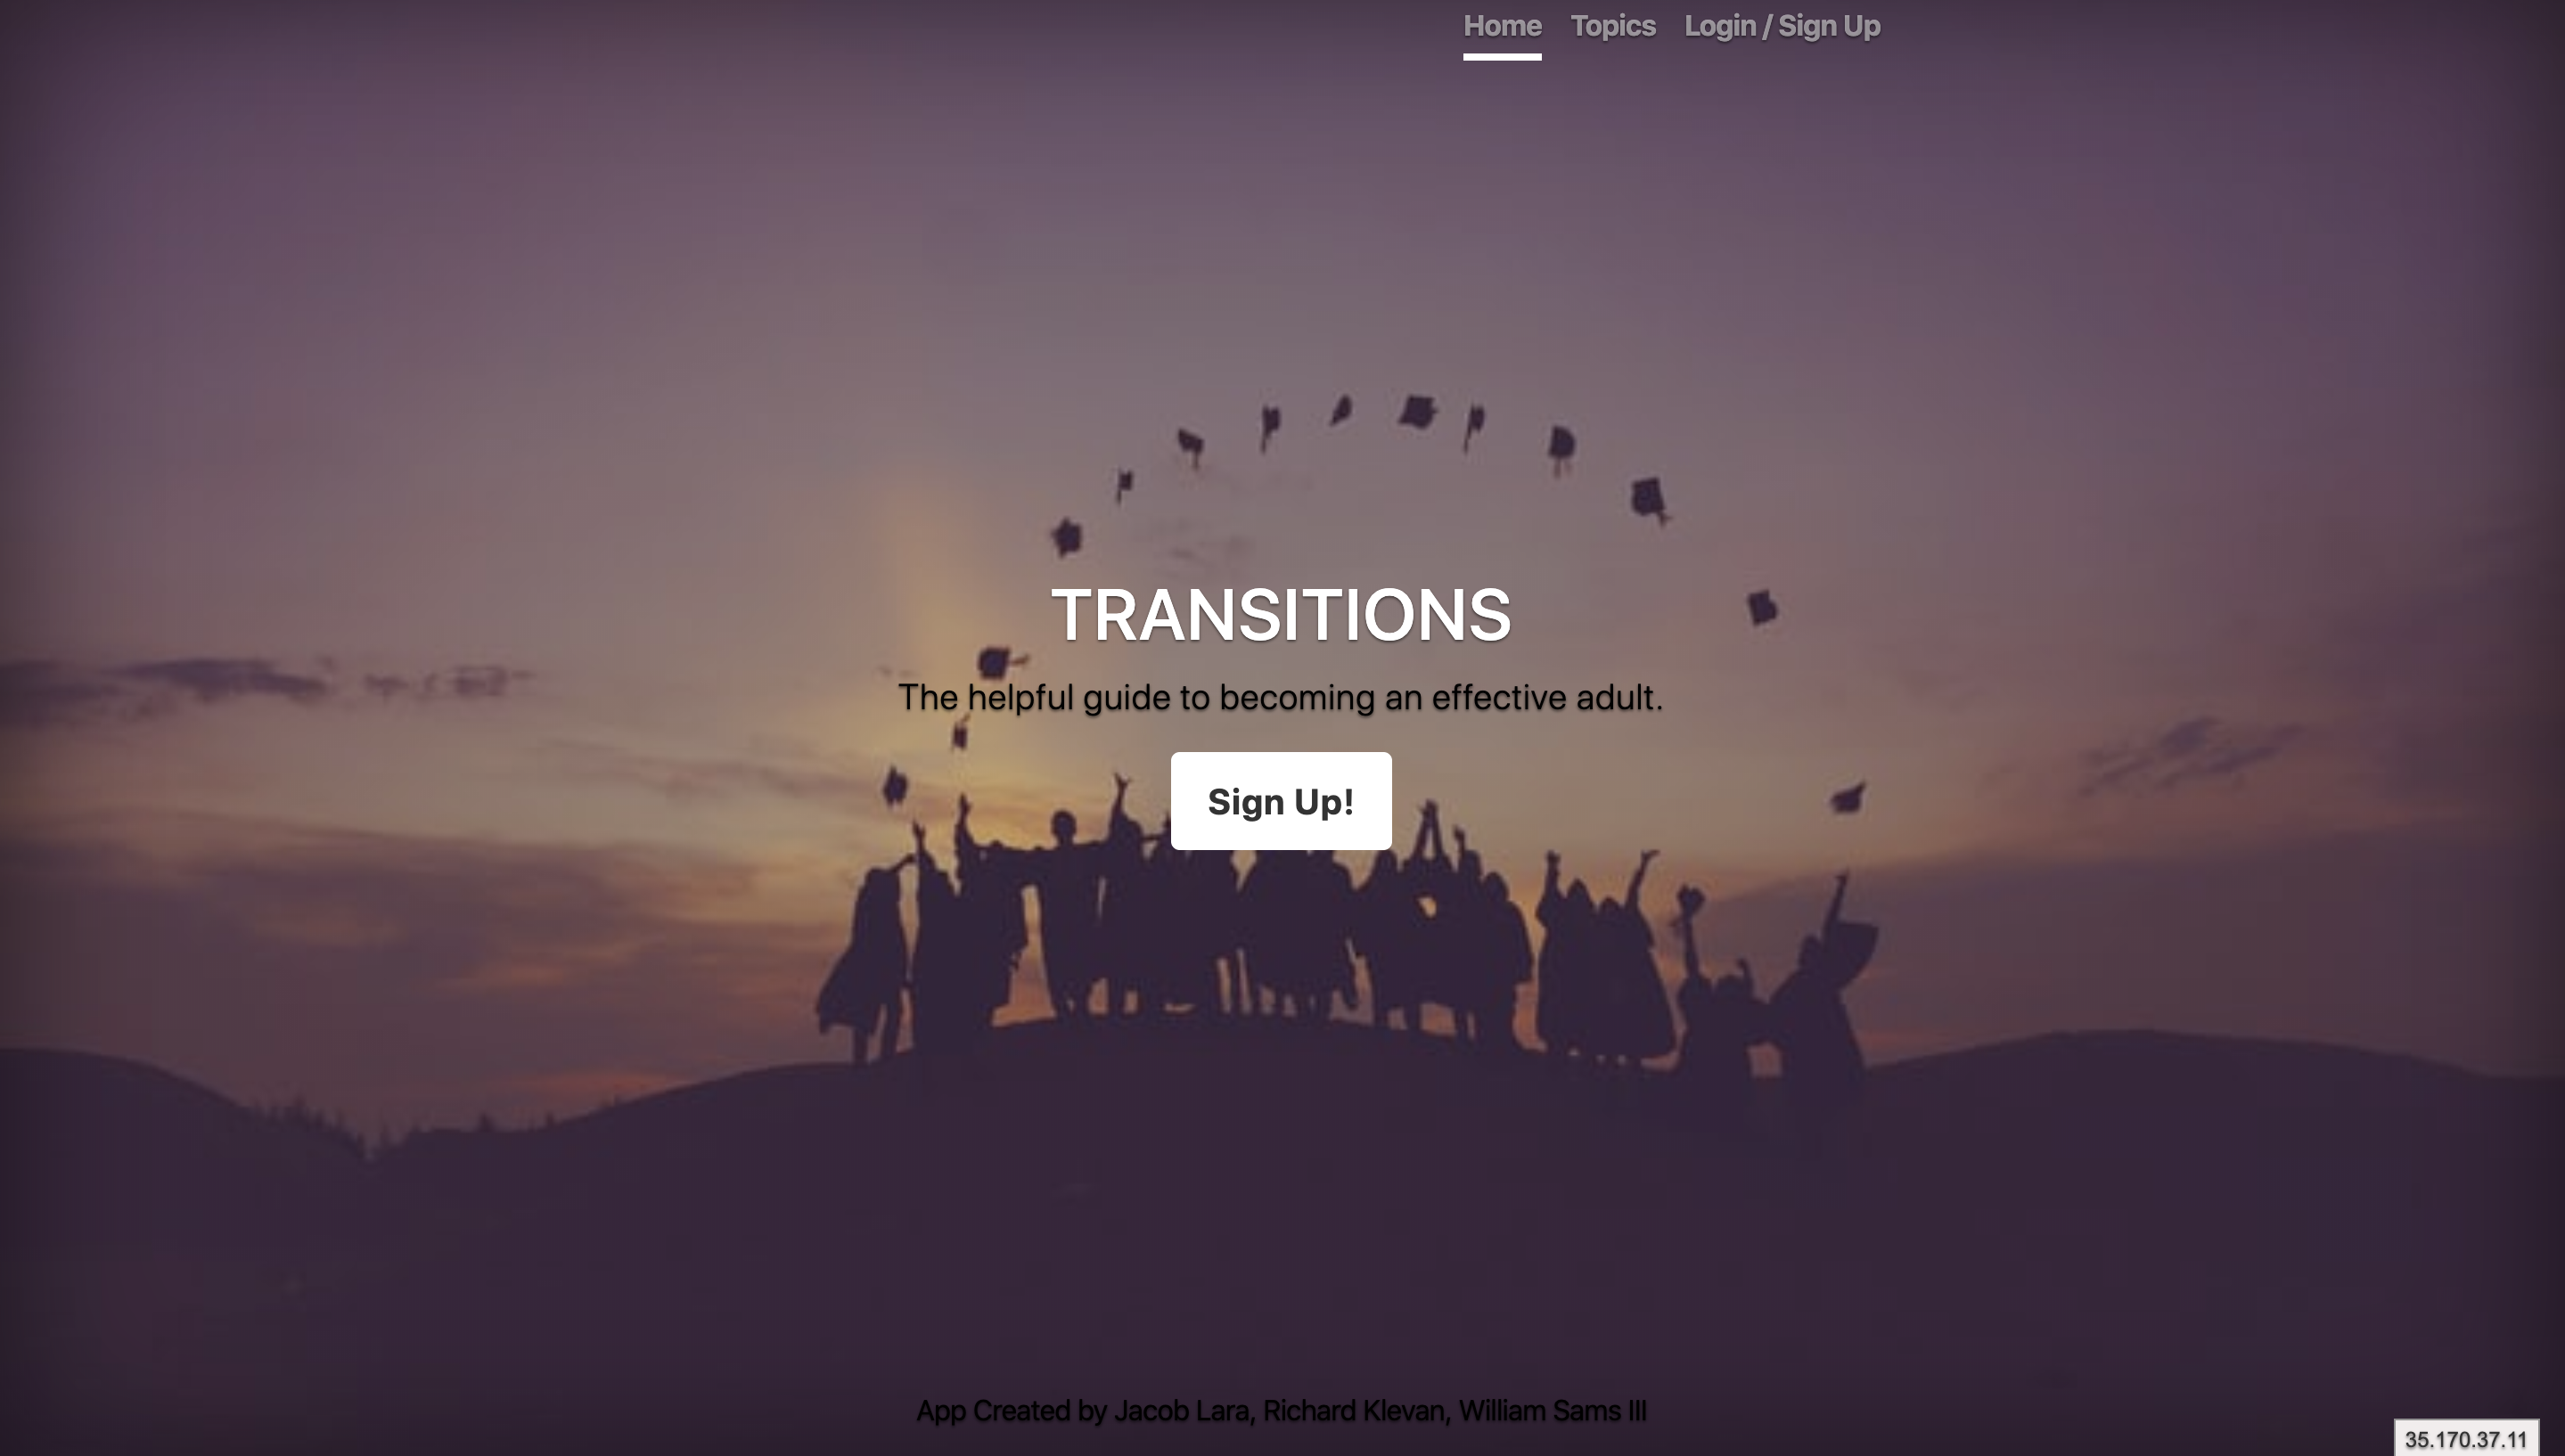 Home Topics Login / Sign Up
TRANSITIONS
The helpful guide to becoming an effective adult.
Sign Up!
App Created by Jacob Lara, Richard Klevan, William Sams III
35.170.37.11